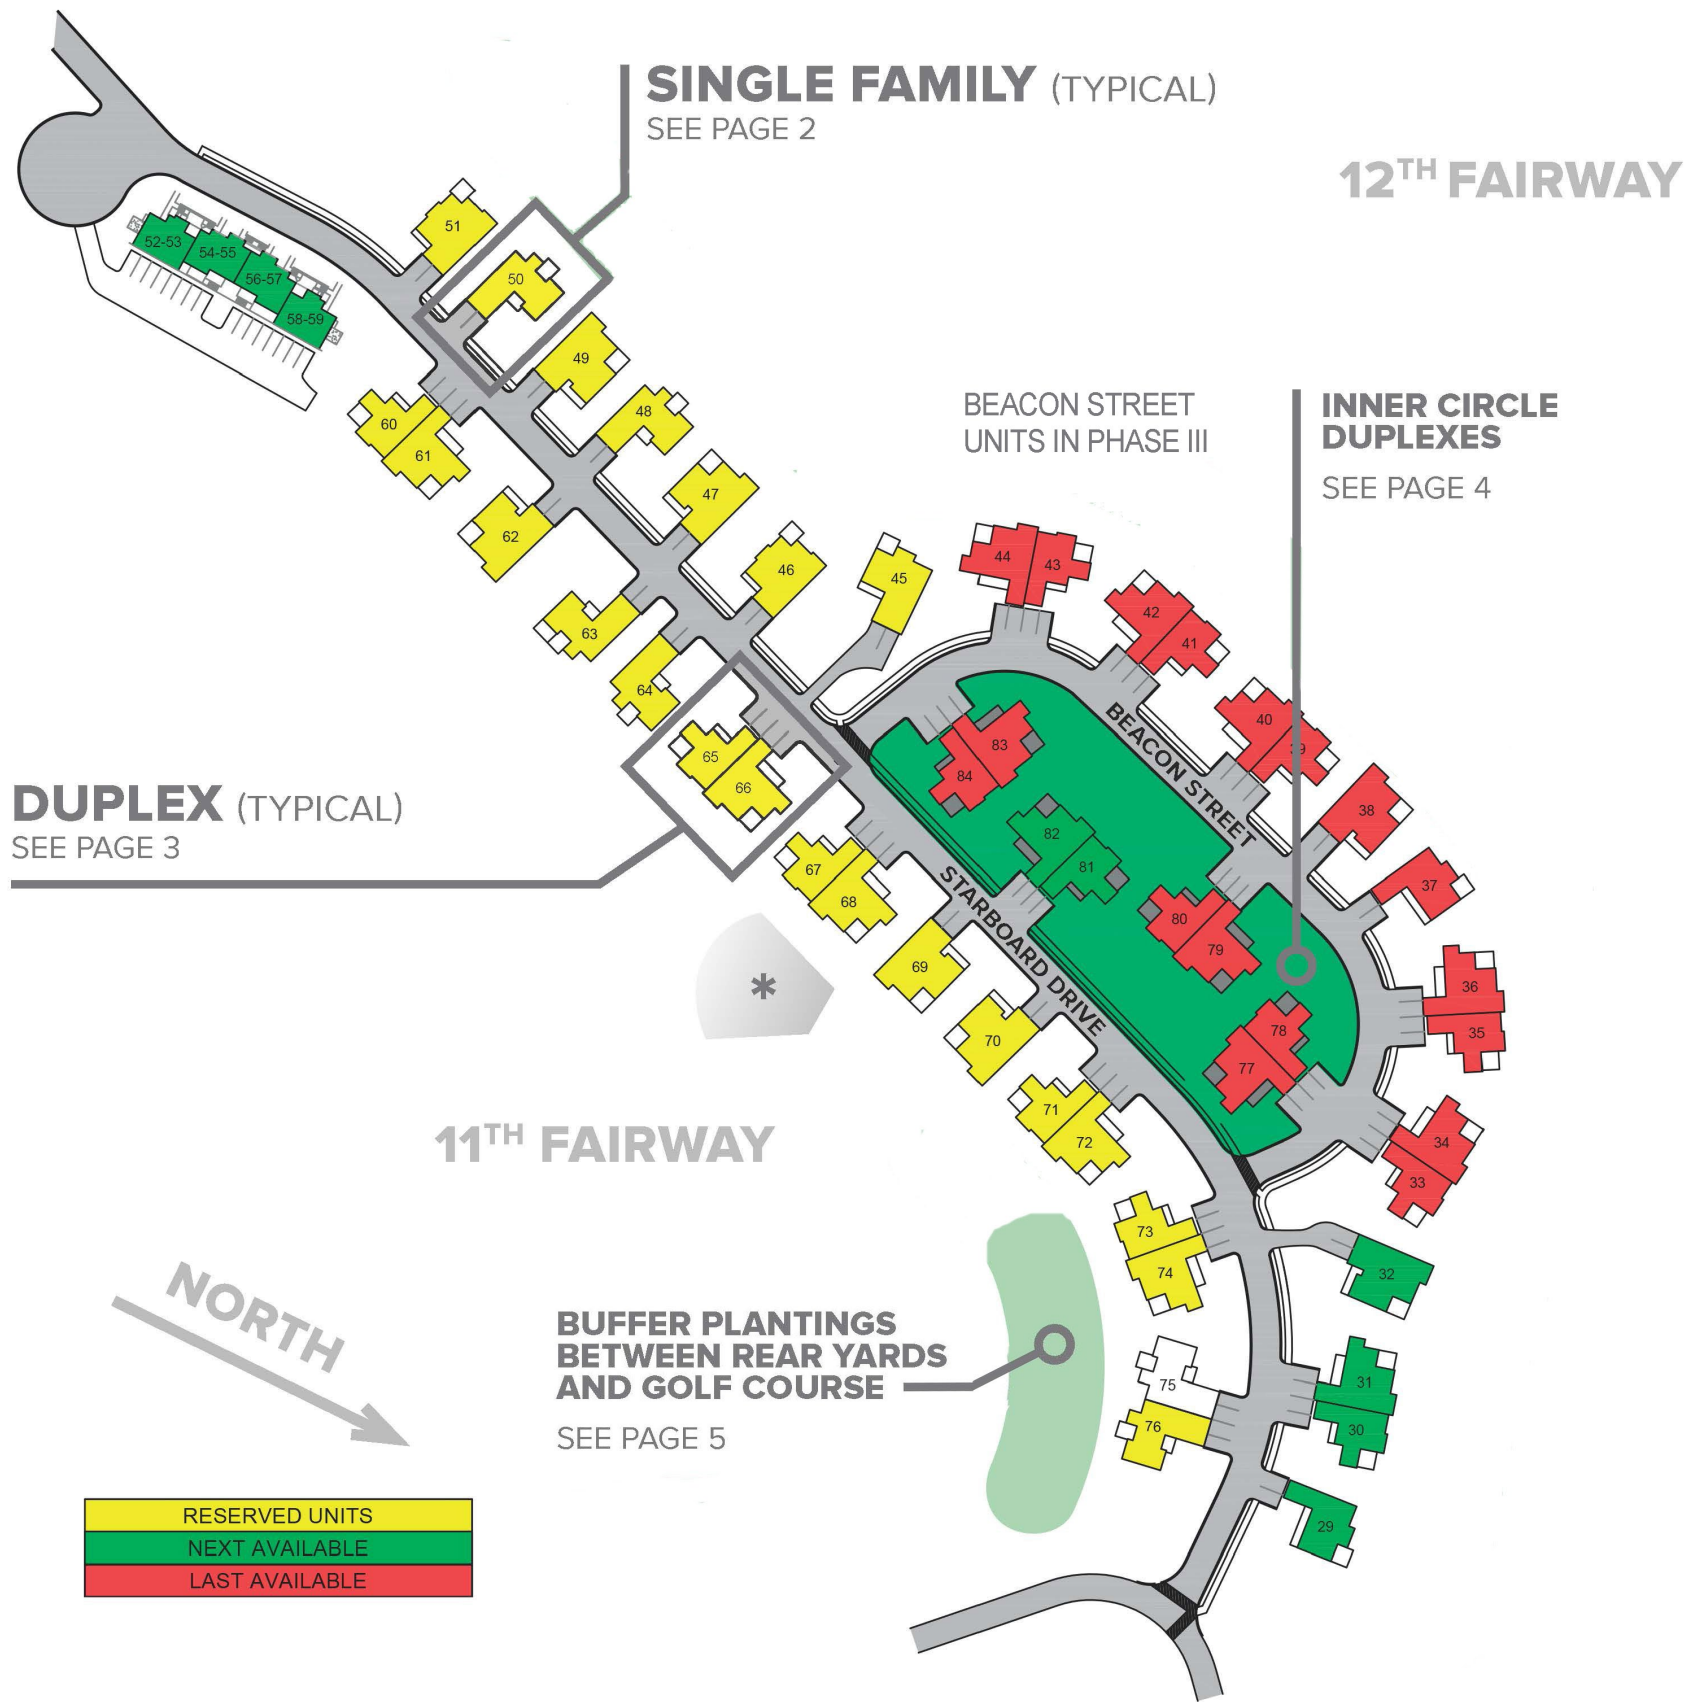 SINGLE FAMILY (TYPICAL)
SEE PAGE 2
12TH FAIRWAY
51
50
52-53
54-55
56-57
58-59
49
48
60
61
47
62
46
45
63
64
BEACON STREET
UNITS IN PHASE III
INNER CIRCLE
DUPLEXES
SEE PAGE 4
44
43
42
41
40
39
38
37
36
35
34
33
BEACON STREET
83
84
82
81
80
79
78
77
STARBOARD DRIVE
65
66
DUPLEX (TYPICAL)
SEE PAGE 3
67
68
69
*
70
71
72
11TH FAIRWAY
73
74
32
31
30
29
75
76
NORTH
BUFFER PLANTINGS
BETWEEN REAR YARDS
AND GOLF COURSE
SEE PAGE 5
RESERVED UNITS
NEXT AVAILABLE
LAST AVAILABLE